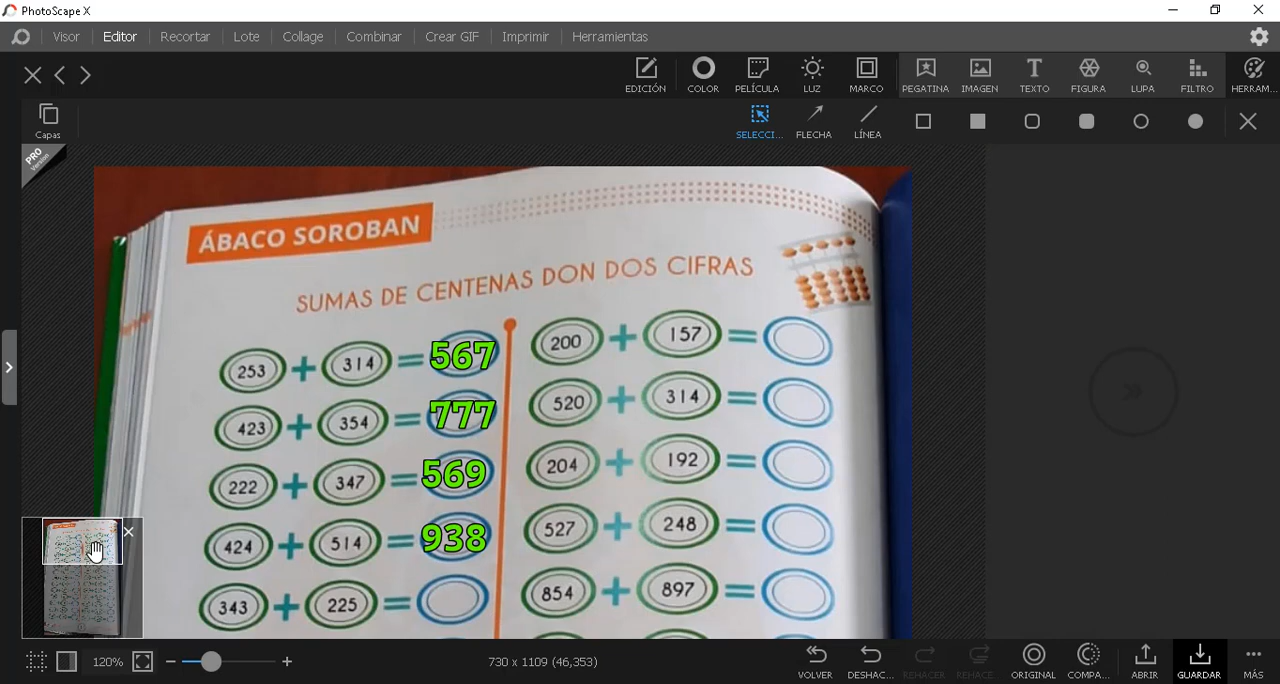 PhotoScape X
Visor Editor Recortar Lote Collage Combinar Crear GIF Imprimir Herramientas
EDICIÓN COLOR PELÍCULA LUZ MARCO PEGATINA IMAGEN TEXTO FIGURA LUPA FILTRO HERRAM...
Capas SELECCI... FLECHA LÍNEA
PRO
Version
ÁBACO SOROBAN
SUMAS DE CENTENAS DON DOS CIFRAS
253 + 314 = 567
423 + 354 = 777
222 + 347 = 569
424 + 514 = 938
343 + 225 =
200 + 157 =
520 + 314 =
204 + 192 =
527 + 248 =
854 + 897 =
120% 730 x 1109 (46,353) VOLVER DESHAC... REHACER REHACE... ORIGINAL COMPA... ABRIR GUARDAR MÁS